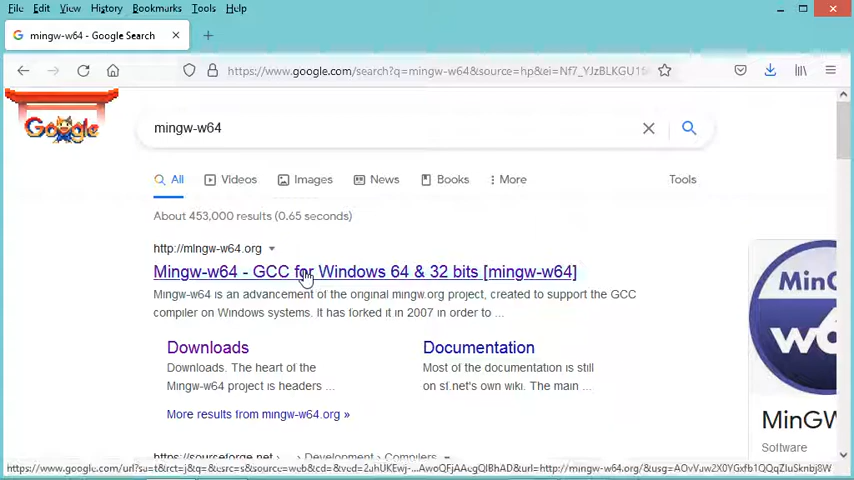 File Edit View History Bookmarks Tools Help
mingw-w64 - Google Search
https://www.google.com/search?q=mingw-w64&source=hp&ei=Nf7_YJzBLKGU1
Google
mingw-w64
All Videos Images News Books More Tools
About 453,000 results (0.65 seconds)
http://mingw-w64.org
Mingw-w64 - GCC for Windows 64 & 32 bits [mingw-w64]
Mingw-w64 is an advancement of the original mingw.org project, created to support the GCC
compiler on Windows systems. It has forked it in 2007 in order to ...
Downloads
Downloads. The heart of the
Mingw-w64 project is headers ...
Documentation
Most of the documentation is still
on sf.net's own wiki. The main ...
More results from mingw-w64.org »
https://sourceforge.net › ... › Development › Compilers
MinG
w6
MinGW
Software
https://www.google.com/url?sa=t&rct=j&q=&esrc=s&source=web&cd=&ved=2ahUKEwj-...AwoQFjAAegQIBhAD&url=http://mingw-w64.org/&usg=AOvVaw2X0YGxfb1QQqZluSknbj8W